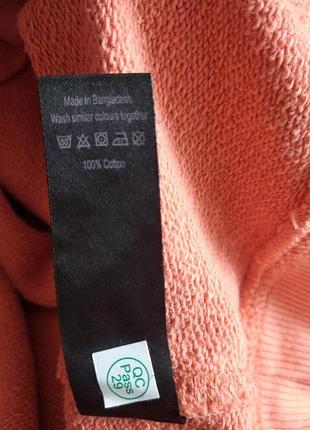 Made in Bangladesh
Wash similar colours together
100% Cotton
QC
Pass
29